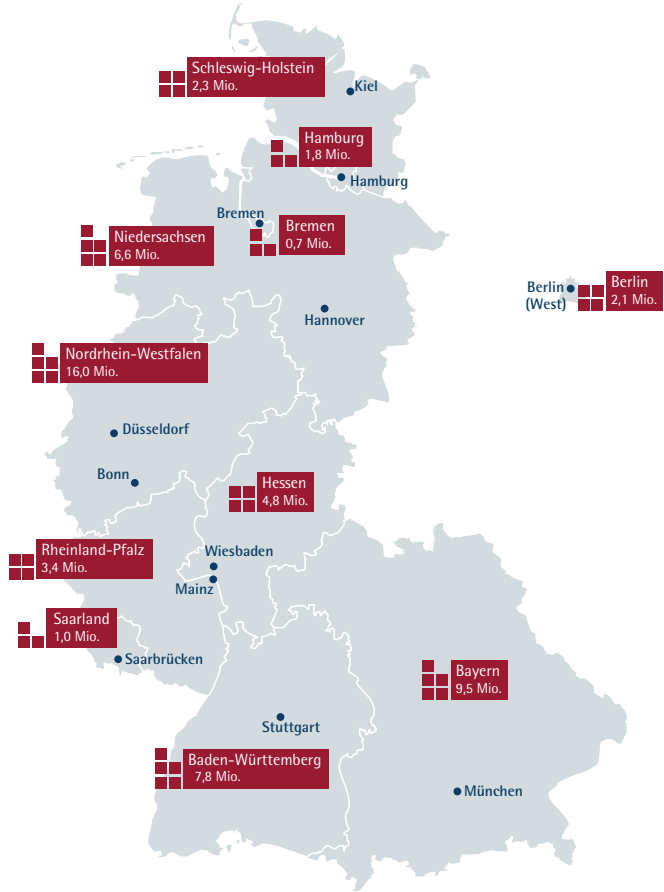 Schleswig-Holstein
2,3 Mio.
Kiel
Hamburg
1,8 Mio.
Hamburg
Bremen
Bremen
0,7 Mio.
Niedersachsen
6,6 Mio.
Berlin
(West)
Berlin
2,1 Mio.
Hannover
Nordrhein-Westfalen
16,0 Mio.
Düsseldorf
Bonn
Hessen
4,8 Mio.
Rheinland-Pfalz
3,4 Mio.
Wiesbaden
Mainz
Saarland
1,0 Mio.
Saarbrücken
Bayern
9,5 Mio.
Stuttgart
Baden-Württemberg
7,8 Mio.
München